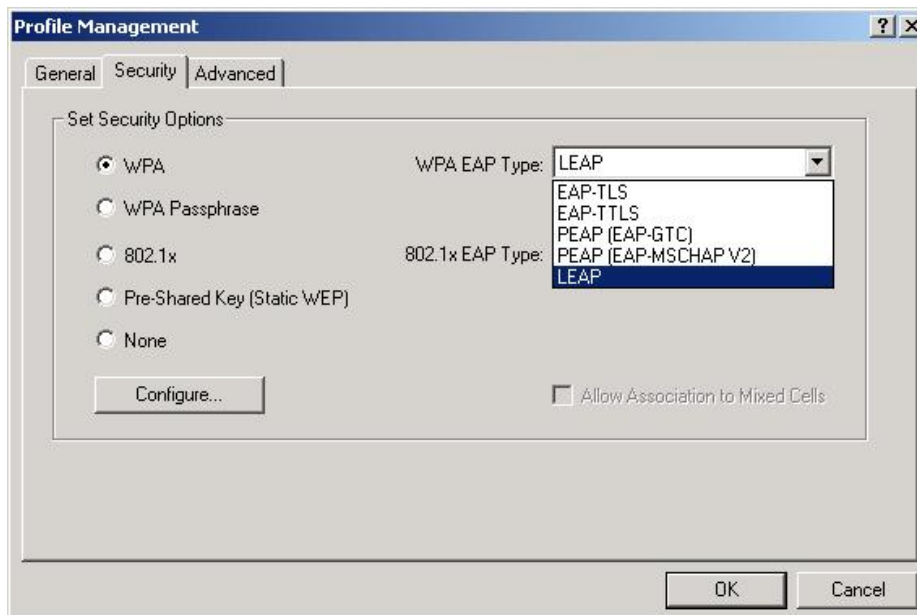 Profile Management
General Security Advanced
Set Security Options
WPA WPA EAP Type: LEAP
EAP-TLS
WPA Passphrase EAP-TTLS
PEAP (EAP-GTC)
802.1x 802.1x EAP Type: PEAP (EAP-MSCHAP V2)
LEAP
Pre-Shared Key (Static WEP)
None
Configure... Allow Association to Mixed Cells
OK Cancel